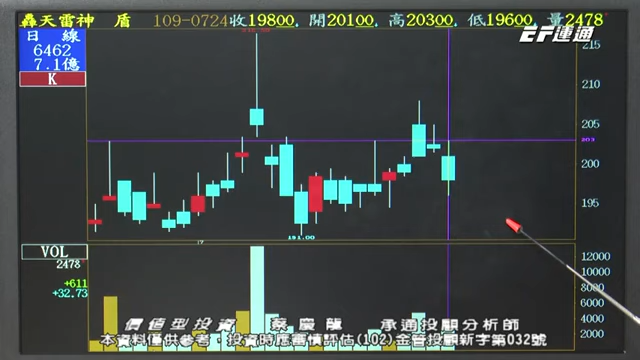 轟天雷神 盾 109-0724收19800, 開20100, 高20300, 低19600, 量2478
EF連通
日 線
6462
7.1億
K
215
210
205
203
200
195
191.00
VOL
2478
+611
+32.73
12000
10000
8000
6000
4000
2000
價值型投資 蔡慶龍 承通投顧分析師
本資料僅供參考，投資時應審慎評估(102)金管投顧新字第032號